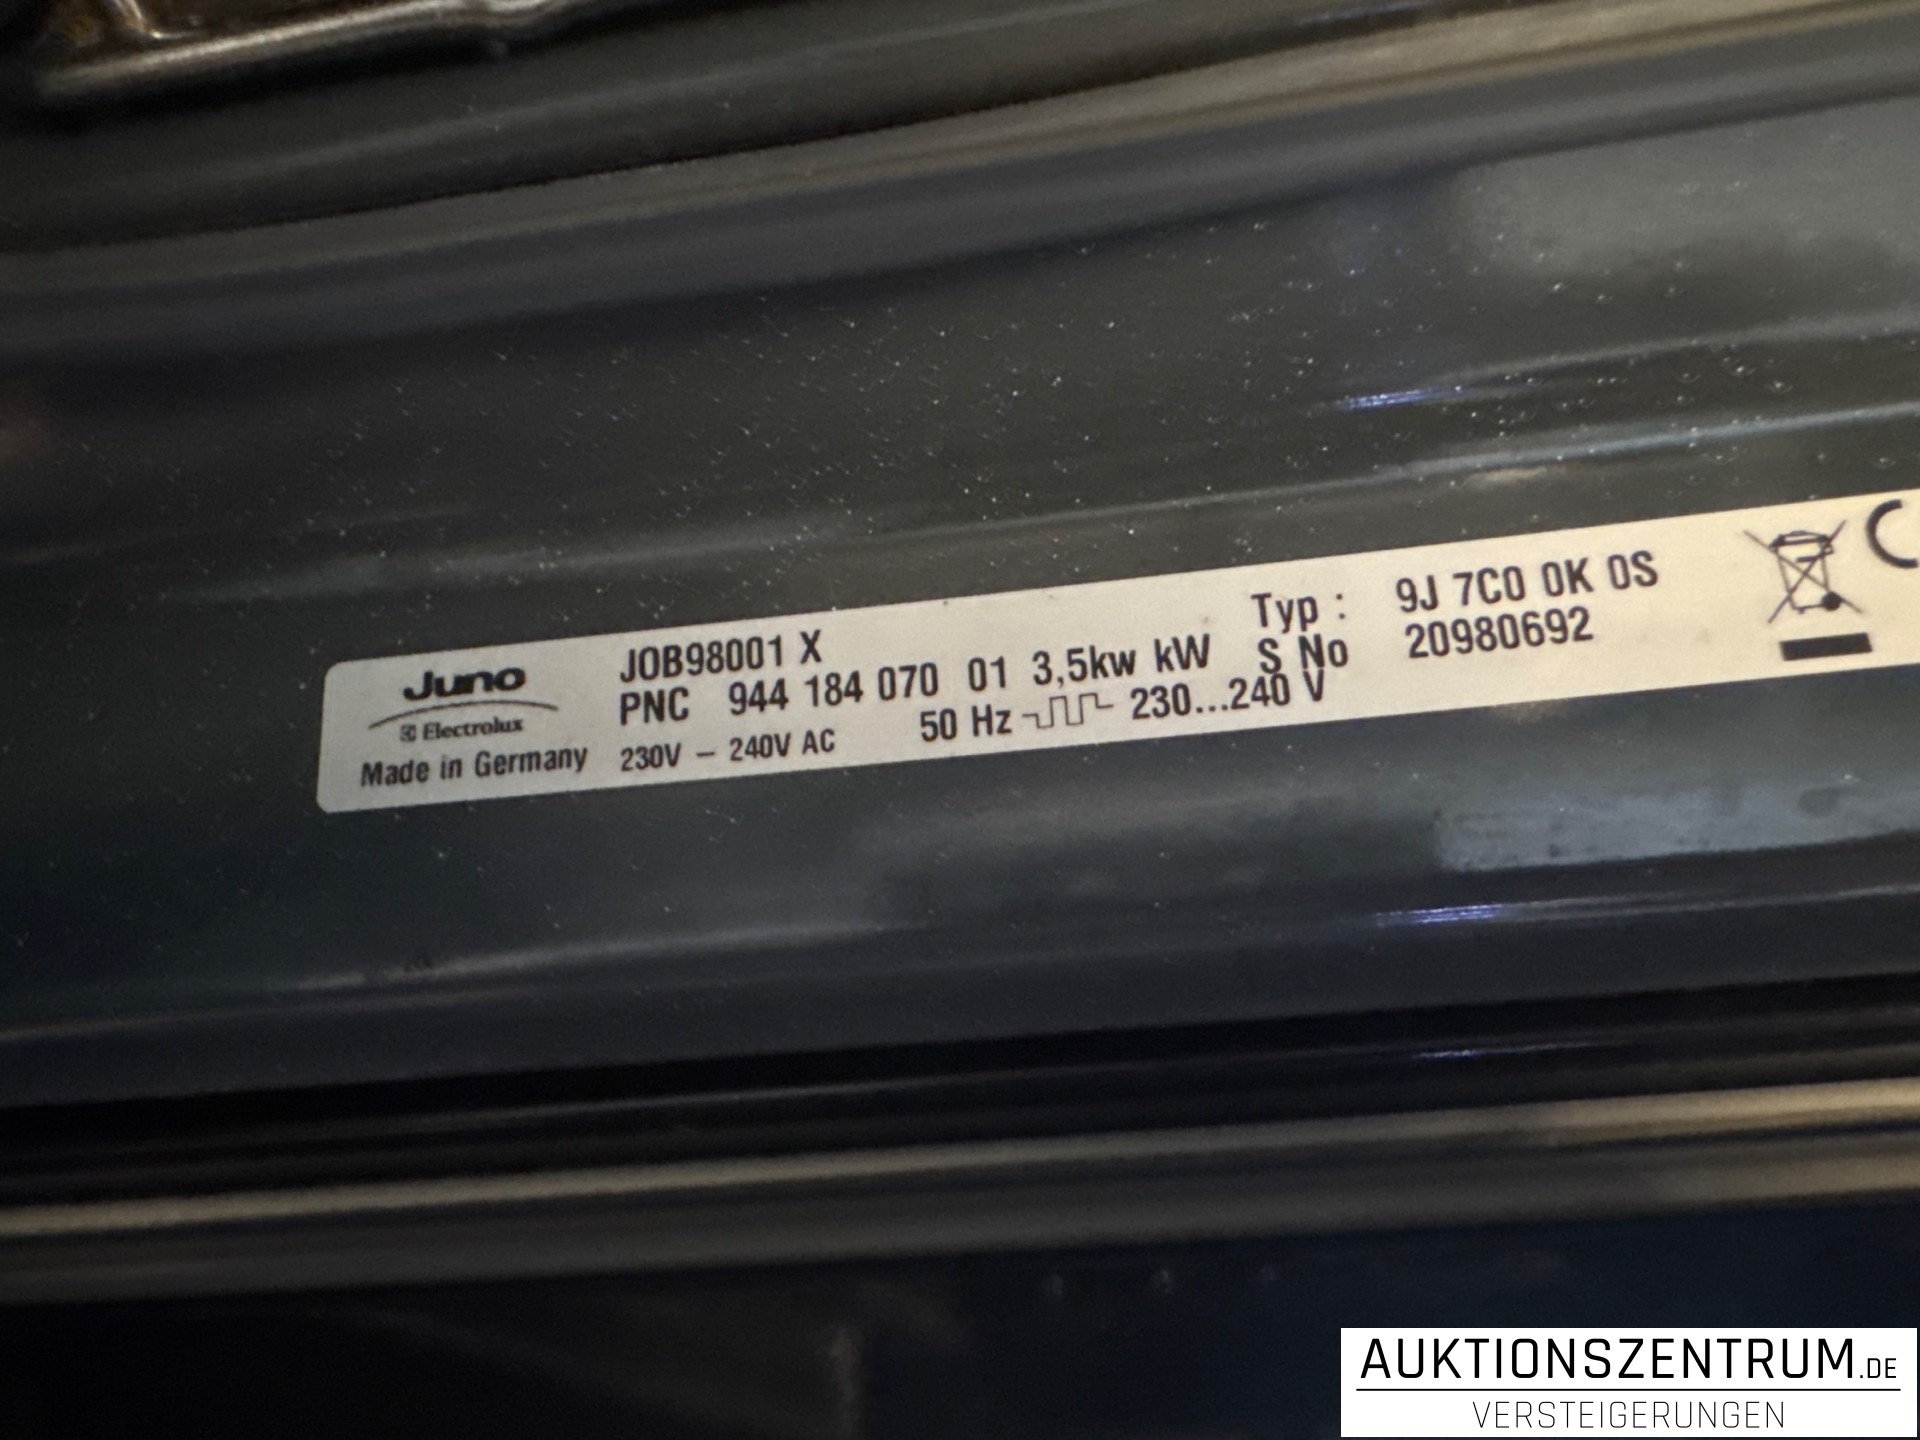 Juno
Electrolux
Made in Germany
JOB98001 X
PNC 944 184 070 01 3,5kw kW
230V – 240V AC 50 Hz 230...240 V
Typ : 9J 7C0 0K 0S
S No 20980692
AUKTIONSZENTRUM.DE
VERSTEIGERUNGEN